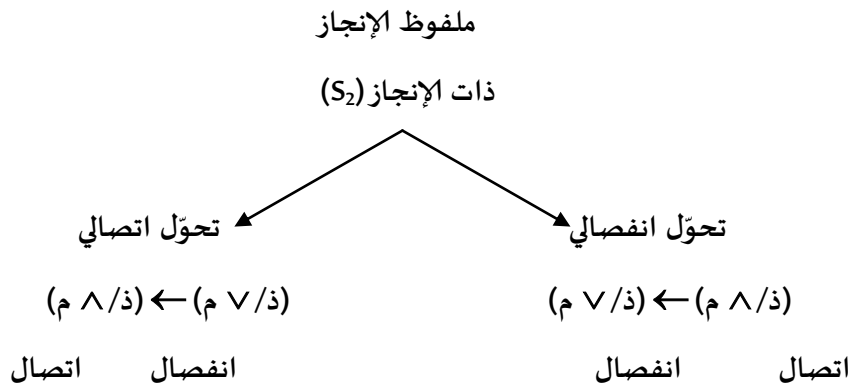 ملفوظ الإنجاز
ذات الإنجاز (S₂)
تحوّل انفصالي تحوّل اتصالي
(ذ/ ∧ م) ← (ذ/ ∨ م) (ذ/ ∨ م) ← (ذ/ ∧ م)
اتصال انفصال انفصال اتصال